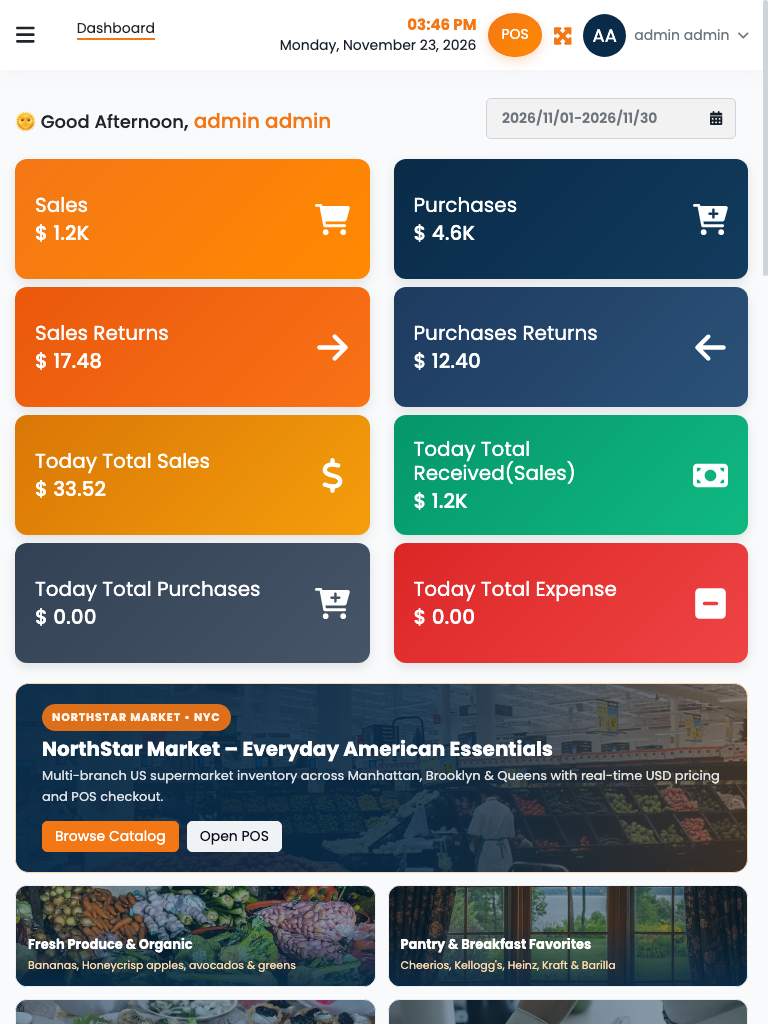 Dashboard
03:46 PM
Monday, November 23, 2026
POS
AA
admin admin
Good Afternoon, admin admin
2026/11/01-2026/11/30
Sales
$ 1.2K
Purchases
$ 4.6K
Sales Returns
$ 17.48
Purchases Returns
$ 12.40
Today Total Sales
$ 33.52
Today Total
Received(Sales)
$ 1.2K
Today Total Purchases
$ 0.00
Today Total Expense
$ 0.00
NORTHSTAR MARKET • NYC
NorthStar Market – Everyday American Essentials
Multi-branch US supermarket inventory across Manhattan, Brooklyn & Queens with real-time USD pricing
and POS checkout.
Browse Catalog
Open POS
Fresh Produce & Organic
Bananas, Honeycrisp apples, avocados & greens
Pantry & Breakfast Favorites
Cheerios, Kellogg's, Heinz, Kraft & Barilla